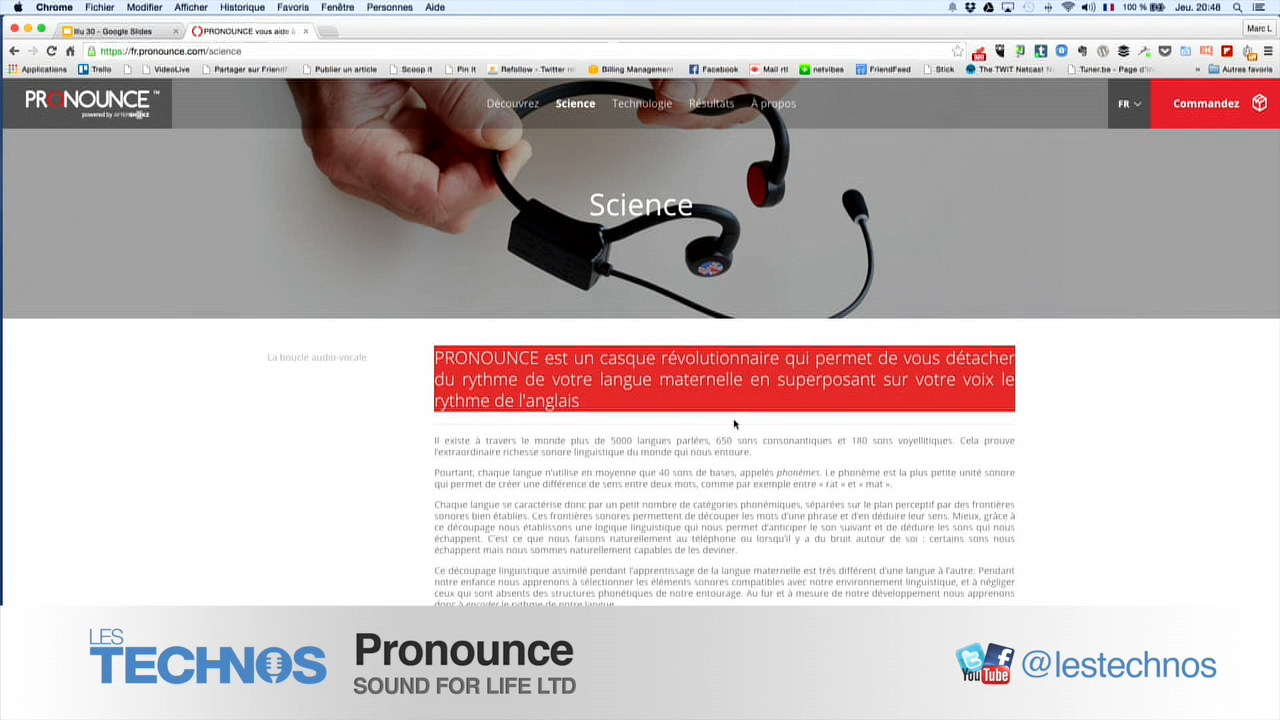 Chrome Fichier Modifier Afficher Historique Favoris Fenêtre Personnes Aide 100 % Jeu. 20:48
Illu 30 - Google Slides PRONOUNCE vous aide à Marc L
https://fr.pronounce.com/science
Applications Trello VideoLive Partager sur Friendf Publier un article Scoop it Pin It Refollow - Twitter Billing Management Facebook Mail rt! netvibes FriendFeed Stick The TWiT Netcast Tuner.be - Page d' » Autres favoris
PRONOUNCE™
powered by AFTERSHOKZ
Découvrez Science Technologie Résultats À propos
FR Commandez
Science
La boucle audio-vocale
PRONOUNCE est un casque révolutionnaire qui permet de vous détacher
du rythme de votre langue maternelle en superposant sur votre voix le
rythme de l'anglais
Il existe à travers le monde plus de 5000 langues parlées, 650 sons consonantiques et 180 sons voyellitiques. Cela prouve
l'extraordinaire richesse sonore linguistique du monde qui nous entoure.
Pourtant, chaque langue n'utilise en moyenne que 40 sons de bases, appelés phonèmes. Le phonème est la plus petite unité sonore
qui permet de créer une différence de sens entre deux mots, comme par exemple entre « rat » et « mat ».
Chaque langue se caractérise donc par un petit nombre de catégories phonémiques, séparées sur le plan perceptif par des frontières
sonores bien établies. Ces frontières sonores permettent de découper les mots d'une phrase et d'en déduire leur sens. Mieux, grâce à
ce découpage nous établissons une logique linguistique qui nous permet d'anticiper le son suivant et de déduire les sons qui nous
échappent. C'est ce que nous faisons naturellement au téléphone ou lorsqu'il y a du bruit autour de soi : certains sons nous
échappent mais nous sommes naturellement capables de les deviner.
Ce découpage linguistique assimilé pendant l'apprentissage de la langue maternelle est très différent d'une langue à l'autre. Pendant
notre enfance nous apprenons à sélectionner les éléments sonores compatibles avec notre environnement linguistique, et à négliger
ceux qui sont absents des structures phonétiques de notre entourage. Au fur et à mesure de notre développement nous apprenons
donc à encoder le rythme de notre langue
LES
TECHNOS
Pronounce
SOUND FOR LIFE LTD
You Tube
@lestechnos